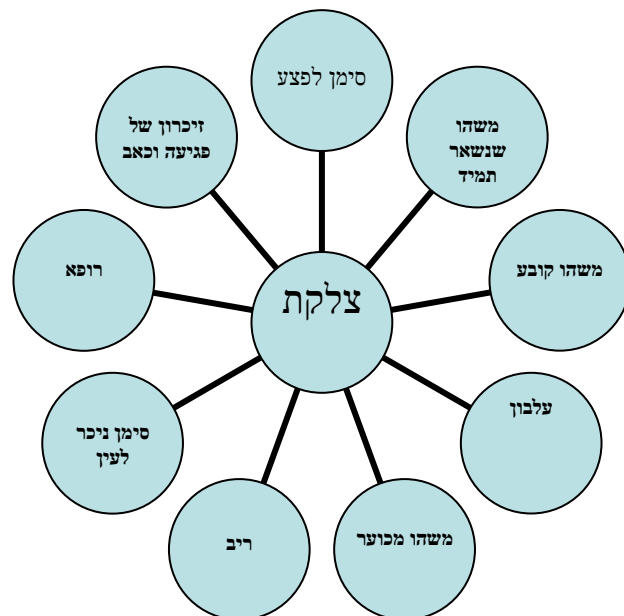 סימן לפצע
משהו
שנשאר
תמיד
זיכרון של
פגיעה וכאב
משהו קובע
רופא
צלקת
עלבון
סימן ניכר
לעין
משהו מכוער
ריב